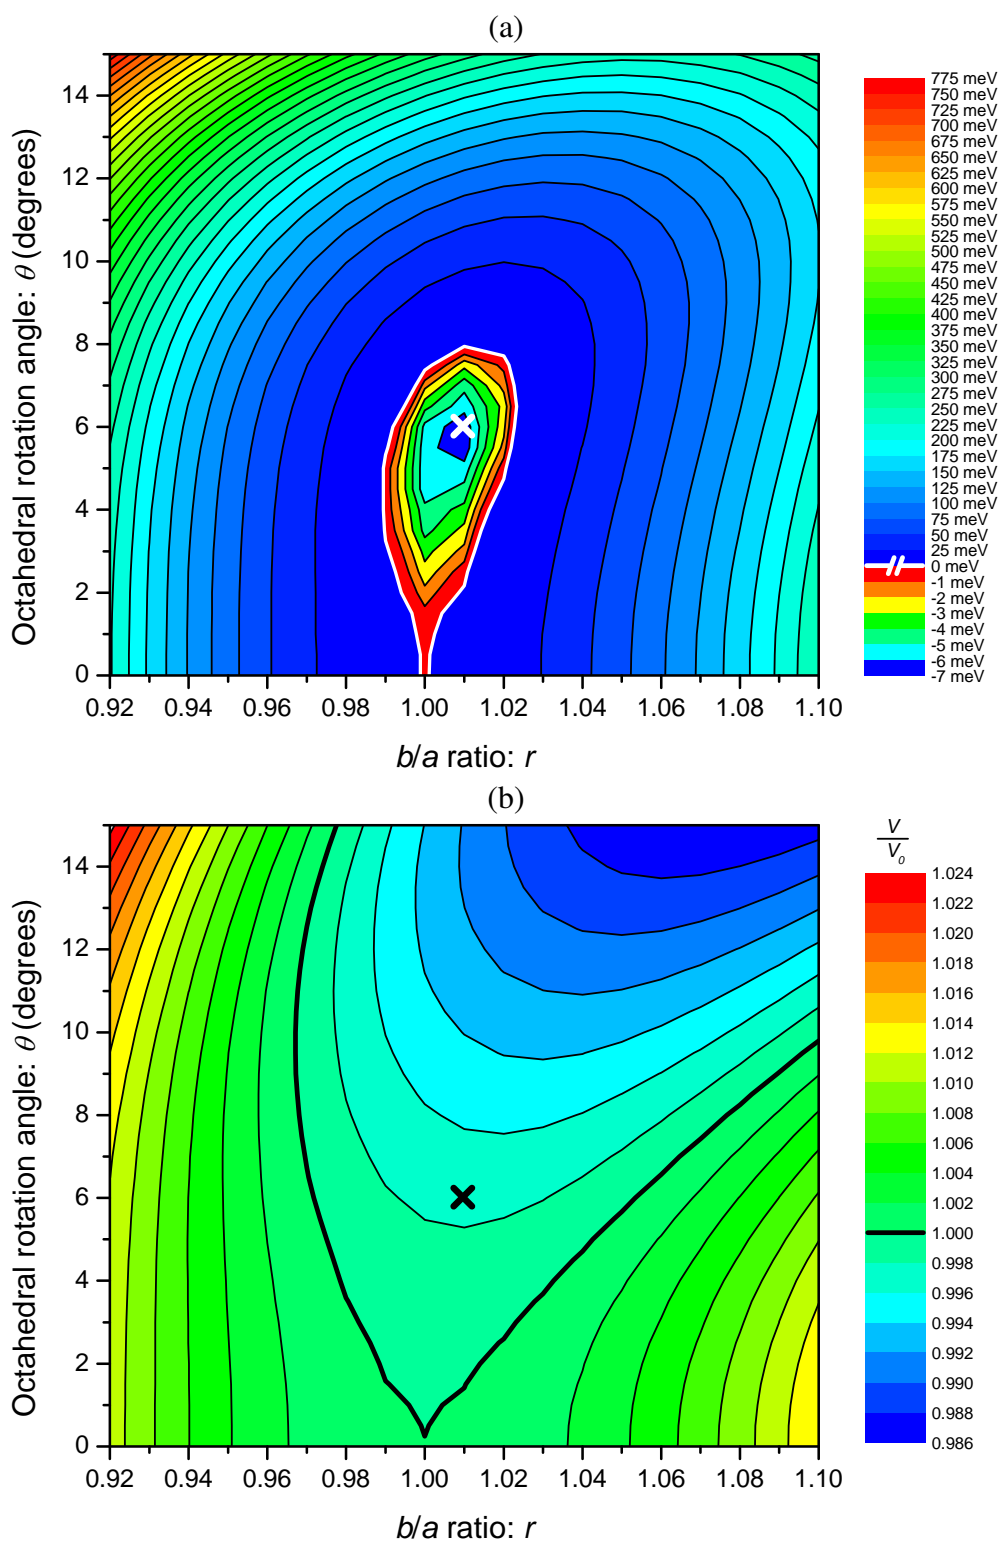 (a)
Octahedral rotation angle: θ (degrees)
14
12
10
8
6
4
2
0
0.92 0.94 0.96 0.98 1.00 1.02 1.04 1.06 1.08 1.10
b/a ratio: r
775 meV
750 meV
725 meV
700 meV
675 meV
650 meV
625 meV
600 meV
575 meV
550 meV
525 meV
500 meV
475 meV
450 meV
425 meV
400 meV
375 meV
350 meV
325 meV
300 meV
275 meV
250 meV
225 meV
200 meV
175 meV
150 meV
125 meV
100 meV
75 meV
50 meV
25 meV
0 meV
-1 meV
-2 meV
-3 meV
-4 meV
-5 meV
-6 meV
-7 meV
(b)
Octahedral rotation angle: θ (degrees)
14
12
10
8
6
4
2
0
0.92 0.94 0.96 0.98 1.00 1.02 1.04 1.06 1.08 1.10
b/a ratio: r
V
V₀
1.024
1.022
1.020
1.018
1.016
1.014
1.012
1.010
1.008
1.006
1.004
1.002
1.000
0.998
0.996
0.994
0.992
0.990
0.988
0.986